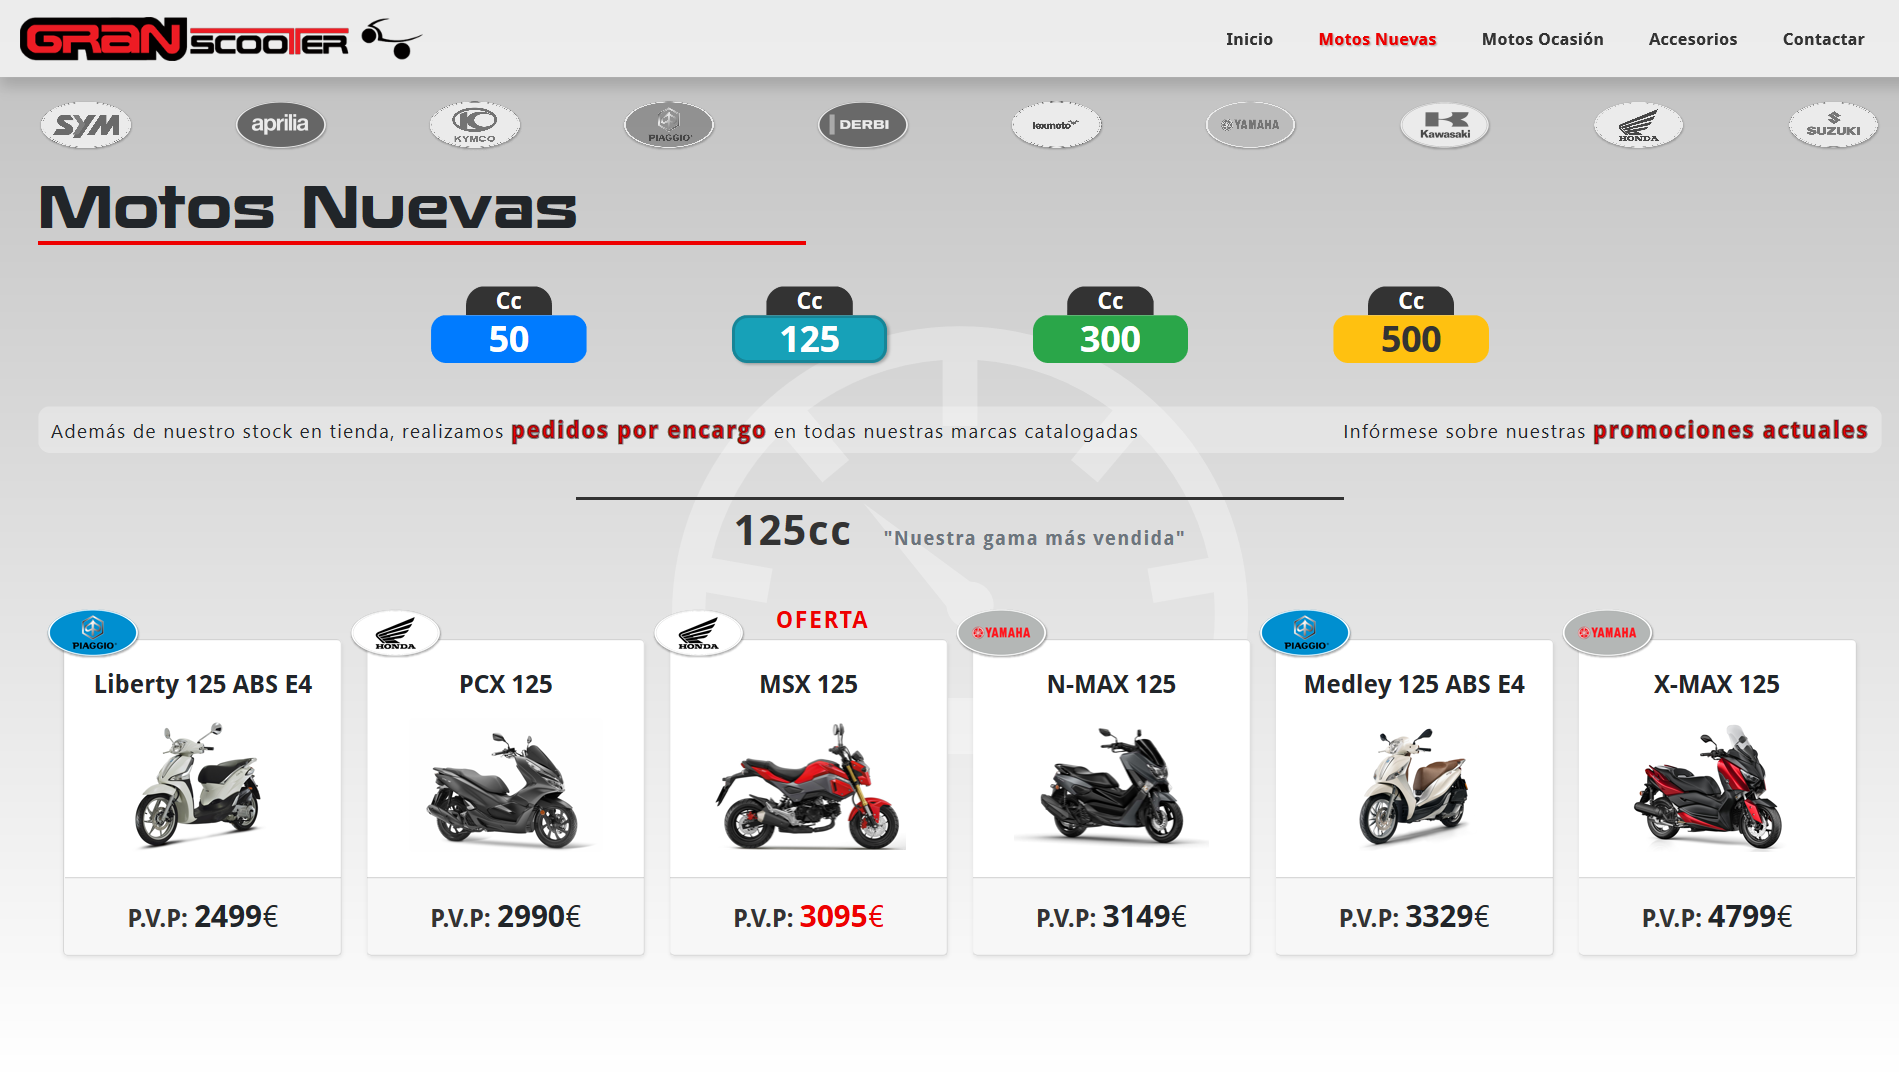 GRAN SCOOTER
Inicio
Motos Nuevas
Motos Ocasión
Accesorios
Contactar
SYM
aprilia
KYMCO
PIAGGIO
DERBI
lexmoto
YAMAHA
Kawasaki
HONDA
SUZUKI
Motos Nuevas
Cc
50
Cc
125
Cc
300
Cc
500
Además de nuestro stock en tienda, realizamos pedidos por encargo en todas nuestras marcas catalogadas
Infórmese sobre nuestras promociones actuales
125cc "Nuestra gama más vendida"
PIAGGIO
Liberty 125 ABS E4
P.V.P: 2499€
HONDA
PCX 125
P.V.P: 2990€
HONDA
OFERTA
MSX 125
P.V.P: 3095€
YAMAHA
N-MAX 125
P.V.P: 3149€
PIAGGIO
Medley 125 ABS E4
P.V.P: 3329€
YAMAHA
X-MAX 125
P.V.P: 4799€